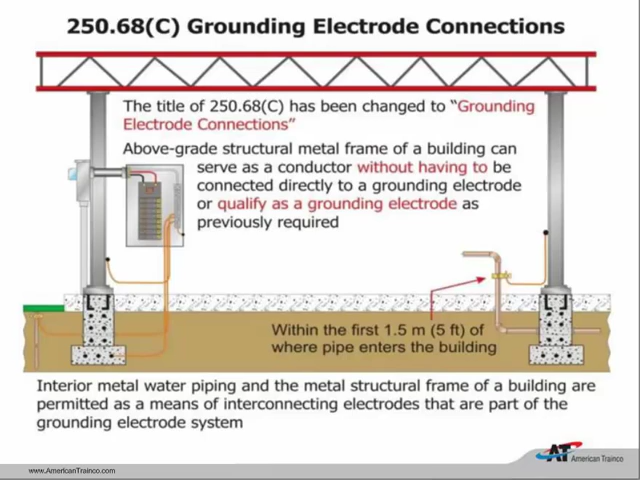 250.68(C) Grounding Electrode Connections
The title of 250.68(C) has been changed to “Grounding
Electrode Connections”
Above-grade structural metal frame of a building can
serve as a conductor without having to be
connected directly to a grounding electrode
or qualify as a grounding electrode as
previously required
Within the first 1.5 m (5 ft) of
where pipe enters the building
Interior metal water piping and the metal structural frame of a building are
permitted as a means of interconnecting electrodes that are part of the
grounding electrode system
www.AmericanTrainco.com
AT American Trainco